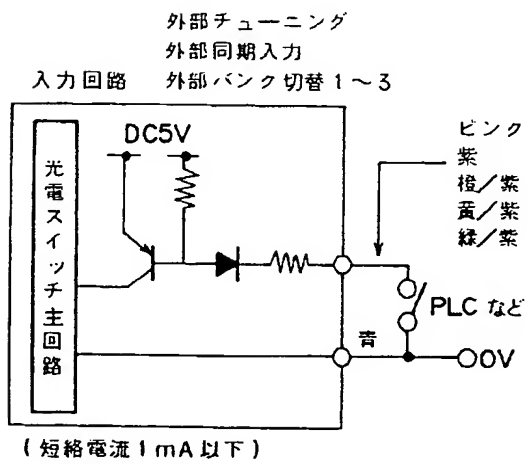 外部チューニング
外部同期入力
入力回路 外部バンク切替1～3
DC5V
光電スイッチ主回路
ピンク
紫
橙/紫
黄/紫
緑/紫
PLC など
青
0V
(短絡電流1mA以下)